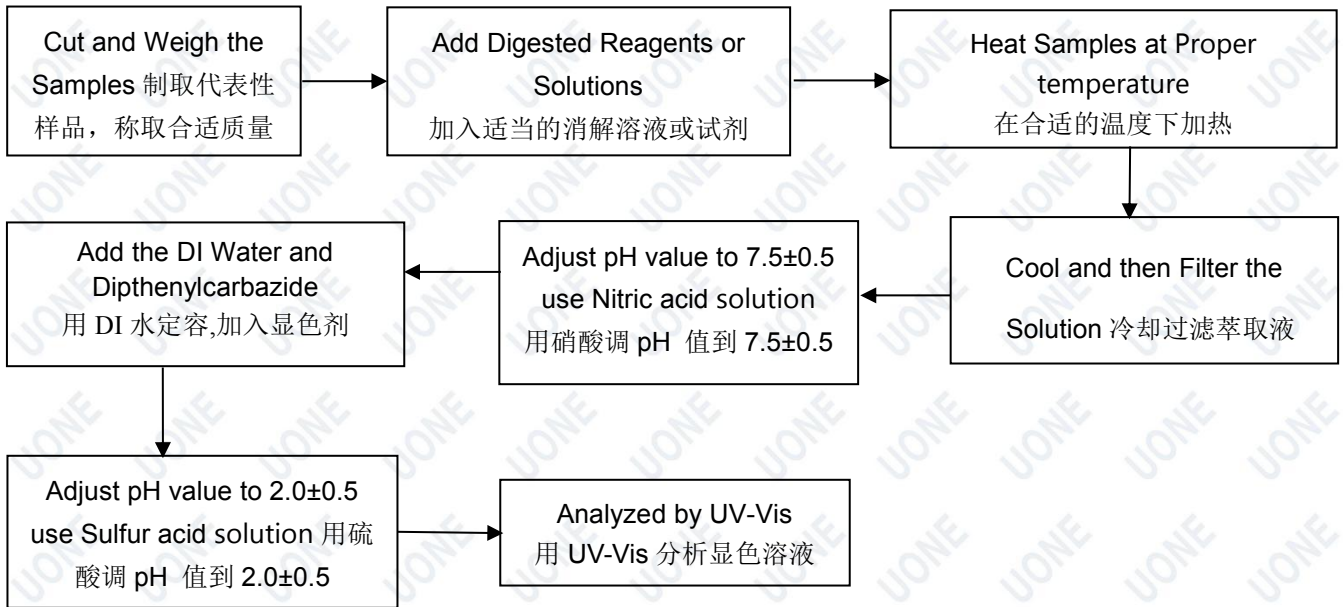 Cut and Weigh the
Samples 制取代表性
样品，称取合适质量
Add Digested Reagents or
Solutions
加入适当的消解溶液或试剂
Heat Samples at Proper
temperature
在合适的温度下加热
Cool and then Filter the
Solution 冷却过滤萃取液
Adjust pH value to 7.5±0.5
use Nitric acid solution
用硝酸调 pH 值到 7.5±0.5
Add the DI Water and
Dipthenylcarbazide
用 DI 水定容,加入显色剂
Adjust pH value to 2.0±0.5
use Sulfur acid solution 用硫
酸调 pH 值到 2.0±0.5
Analyzed by UV-Vis
用 UV-Vis 分析显色溶液
UONE